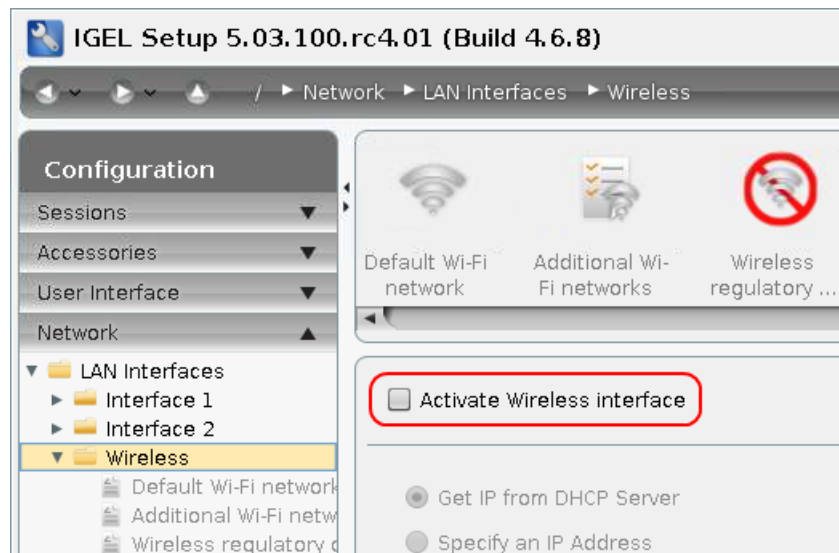 IGEL Setup 5.03.100.rc4.01 (Build 4.6.8)
/ Network LAN Interfaces Wireless
Configuration
Sessions
Accessories
User Interface
Network
LAN Interfaces
Interface 1
Interface 2
Wireless
Default Wi-Fi network
Additional Wi-Fi netw
Wireless regulatory
Default Wi-Fi
network
Additional Wi-
Fi networks
Wireless
regulatory ...
Activate Wireless interface
Get IP from DHCP Server
Specify an IP Address